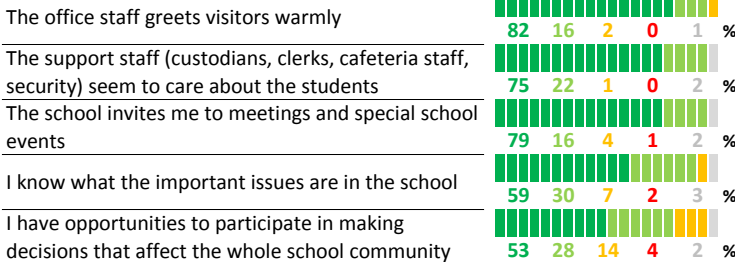 The office staff greets visitors warmly
82 16 2 0 1 %
The support staff (custodians, clerks, cafeteria staff,
security) seem to care about the students
75 22 1 0 2 %
The school invites me to meetings and special school
events
79 16 4 1 2 %
I know what the important issues are in the school
59 30 7 2 3 %
I have opportunities to participate in making
decisions that affect the whole school community
53 28 14 4 2 %